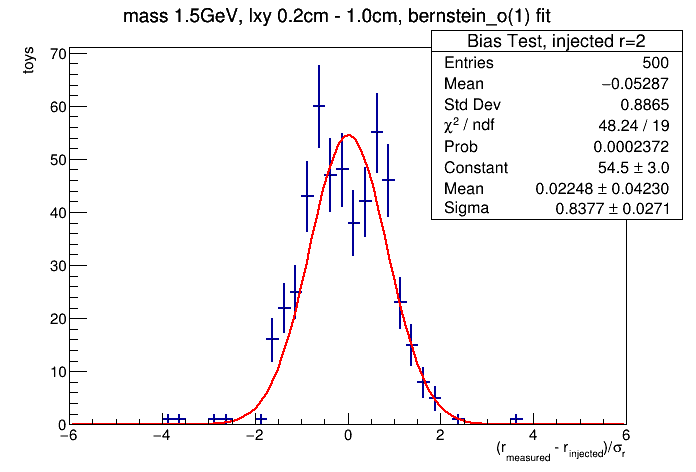 mass 1.5GeV, lxy 0.2cm - 1.0cm, bernstein_o(1) fit
Bias Test, injected r=2
Entries 500
Mean −0.05287
Std Dev 0.8865
χ² / ndf 48.24 / 19
Prob 0.0002372
Constant 54.5 ± 3.0
Mean 0.02248 ± 0.04230
Sigma 0.8377 ± 0.0271
toys
70
60
50
40
30
20
10
0
−6 −4 −2 0 2 4 6
(r_measured - r_injected)/σ_r